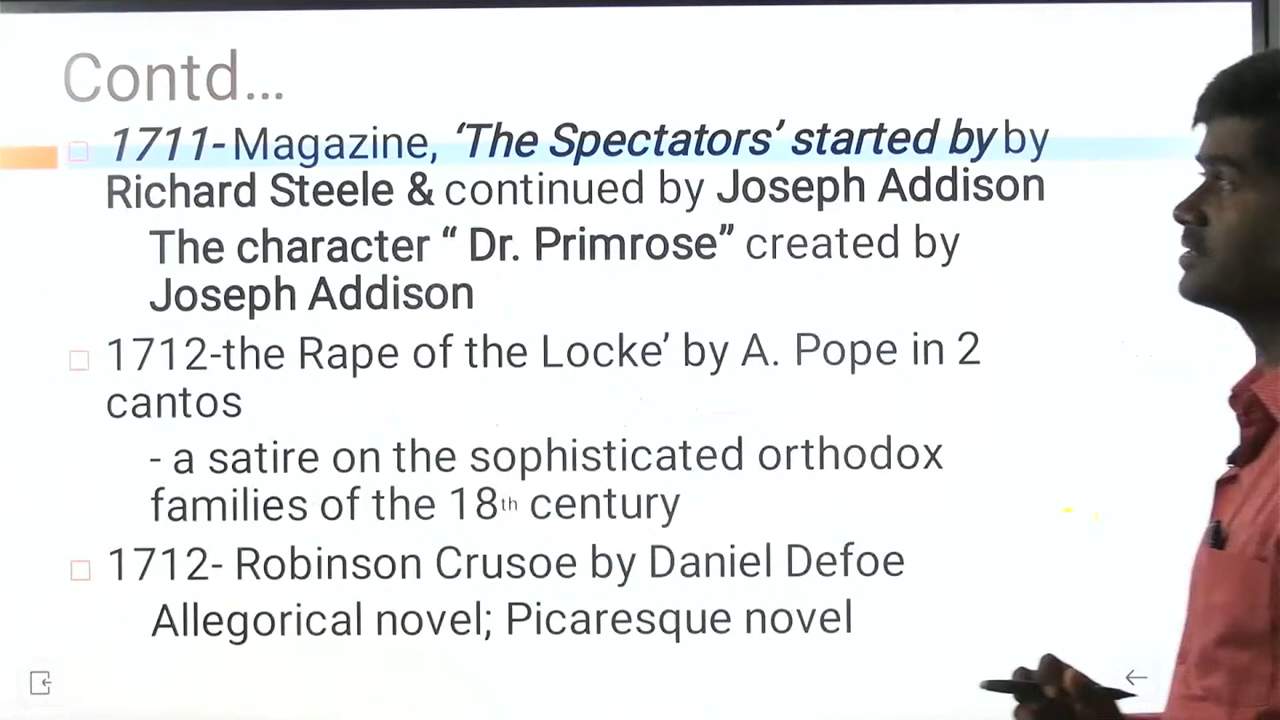 Contd...
1711- Magazine, ‘The Spectators’ started by by
Richard Steele & continued by Joseph Addison
The character “ Dr. Primrose” created by
Joseph Addison
1712-the Rape of the Locke’ by A. Pope in 2
cantos
- a satire on the sophisticated orthodox
families of the 18th century
1712- Robinson Crusoe by Daniel Defoe
Allegorical novel; Picaresque novel